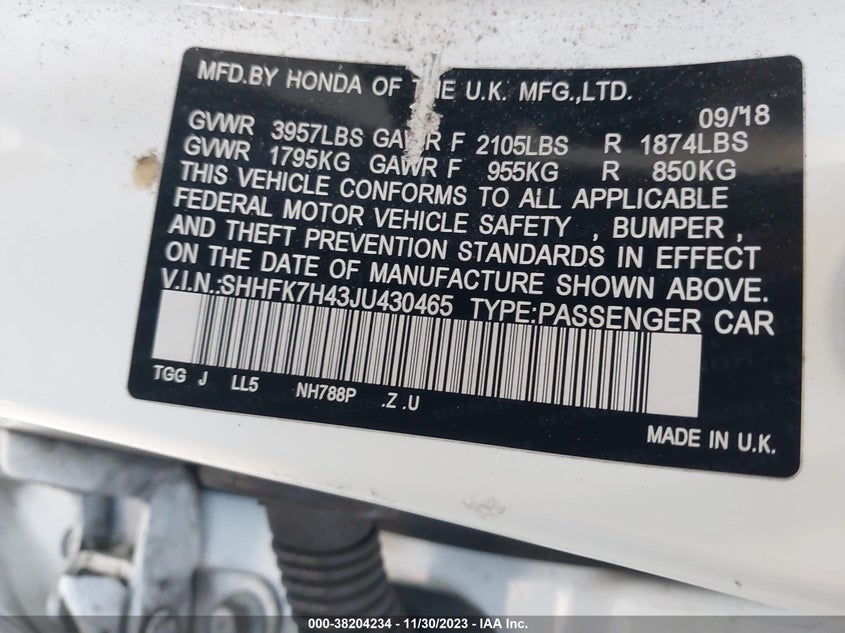 MFD.BY HONDA OF THE U.K. MFG.,LTD.
09/'18
GVWR 3957LBS GAWR F 2105LBS R 1874LBS
GVWR 1795KG GAWR F 955KG R 850KG
THIS VEHICLE CONFORMS TO ALL APPLICABLE
FEDERAL MOTOR VEHICLE SAFETY , BUMPER ,
AND THEFT PREVENTION STANDARDS IN EFFECT
ON THE DATE OF MANUFACTURE SHOWN ABOVE.
V.I.N.:SHHFK7H43JU430465 TYPE:PASSENGER CAR
TGG J LL5 NH788P .Z .U
MADE IN U.K.
000-38204234 - 11/30/2023 - IAA Inc.